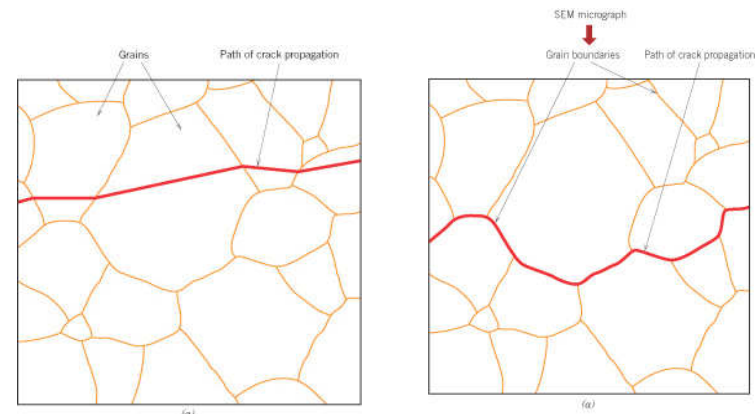 SEM micrograph
Grains Path of crack propagation
Grain boundaries Path of crack propagation
(α)